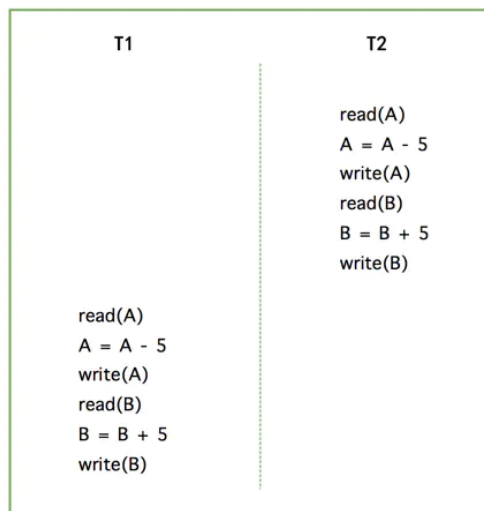 T1 T2
read(A)
A = A - 5
write(A)
read(B)
B = B + 5
write(B)
read(A)
A = A - 5
write(A)
read(B)
B = B + 5
write(B)